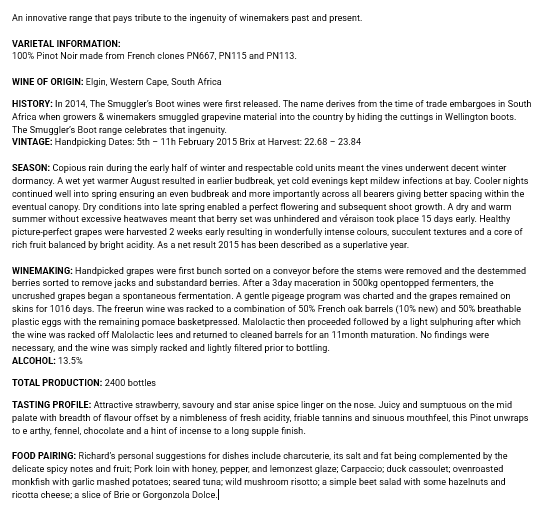 An innovative range that pays tribute to the ingenuity of winemakers past and present.
VARIETAL INFORMATION:
100% Pinot Noir made from French clones PN667, PN115 and PN113.
WINE OF ORIGIN: Elgin, Western Cape, South Africa
HISTORY: In 2014, The Smuggler's Boot wines were first released. The name derives from the time of trade embargoes in South
Africa when growers & winemakers smuggled grapevine material into the country by hiding the cuttings in Wellington boots.
The Smuggler's Boot range celebrates that ingenuity.
VINTAGE: Handpicking Dates: 5th – 11h February 2015 Brix at Harvest: 22.68 – 23.84
SEASON: Copious rain during the early half of winter and respectable cold units meant the vines underwent decent winter
dormancy. A wet yet warmer August resulted in earlier budbreak, yet cold evenings kept mildew infections at bay. Cooler nights
continued well into spring ensuring an even budbreak and more importantly across all bearers giving better spacing within the
eventual canopy. Dry conditions into late spring enabled a perfect flowering and subsequent shoot growth. A dry and warm
summer without excessive heatwaves meant that berry set was unhindered and véraison took place 15 days early. Healthy
picture-perfect grapes were harvested 2 weeks early resulting in wonderfully intense colours, succulent textures and a core of
rich fruit balanced by bright acidity. As a net result 2015 has been described as a superlative year.
WINEMAKING: Handpicked grapes were first bunch sorted on a conveyor before the stems were removed and the destemmed
berries sorted to remove jacks and substandard berries. After a 3day maceration in 500kg opentopped fermenters, the
uncrushed grapes began a spontaneous fermentation. A gentle pigeage program was charted and the grapes remained on
skins for 1016 days. The freerun wine was racked to a combination of 50% French oak barrels (10% new) and 50% breathable
plastic eggs with the remaining pomace basketpressed. Malolactic then proceeded followed by a light sulphuring after which
the wine was racked off Malolactic lees and returned to cleaned barrels for an 11month maturation. No findings were
necessary, and the wine was simply racked and lightly filtered prior to bottling.
ALCOHOL: 13.5%
TOTAL PRODUCTION: 2400 bottles
TASTING PROFILE: Attractive strawberry, savoury and star anise spice linger on the nose. Juicy and sumptuous on the mid
palate with breadth of flavour offset by a nimbleness of fresh acidity, friable tannins and sinuous mouthfeel, this Pinot unwraps
to e arthy, fennel, chocolate and a hint of incense to a long supple finish.
FOOD PAIRING: Richard's personal suggestions for dishes include charcuterie, its salt and fat being complemented by the
delicate spicy notes and fruit; Pork loin with honey, pepper, and lemonzest glaze; Carpaccio; duck cassoulet; ovenroasted
monkfish with garlic mashed potatoes; seared tuna; wild mushroom risotto; a simple beet salad with some hazelnuts and
ricotta cheese; a slice of Brie or Gorgonzola Dolce.